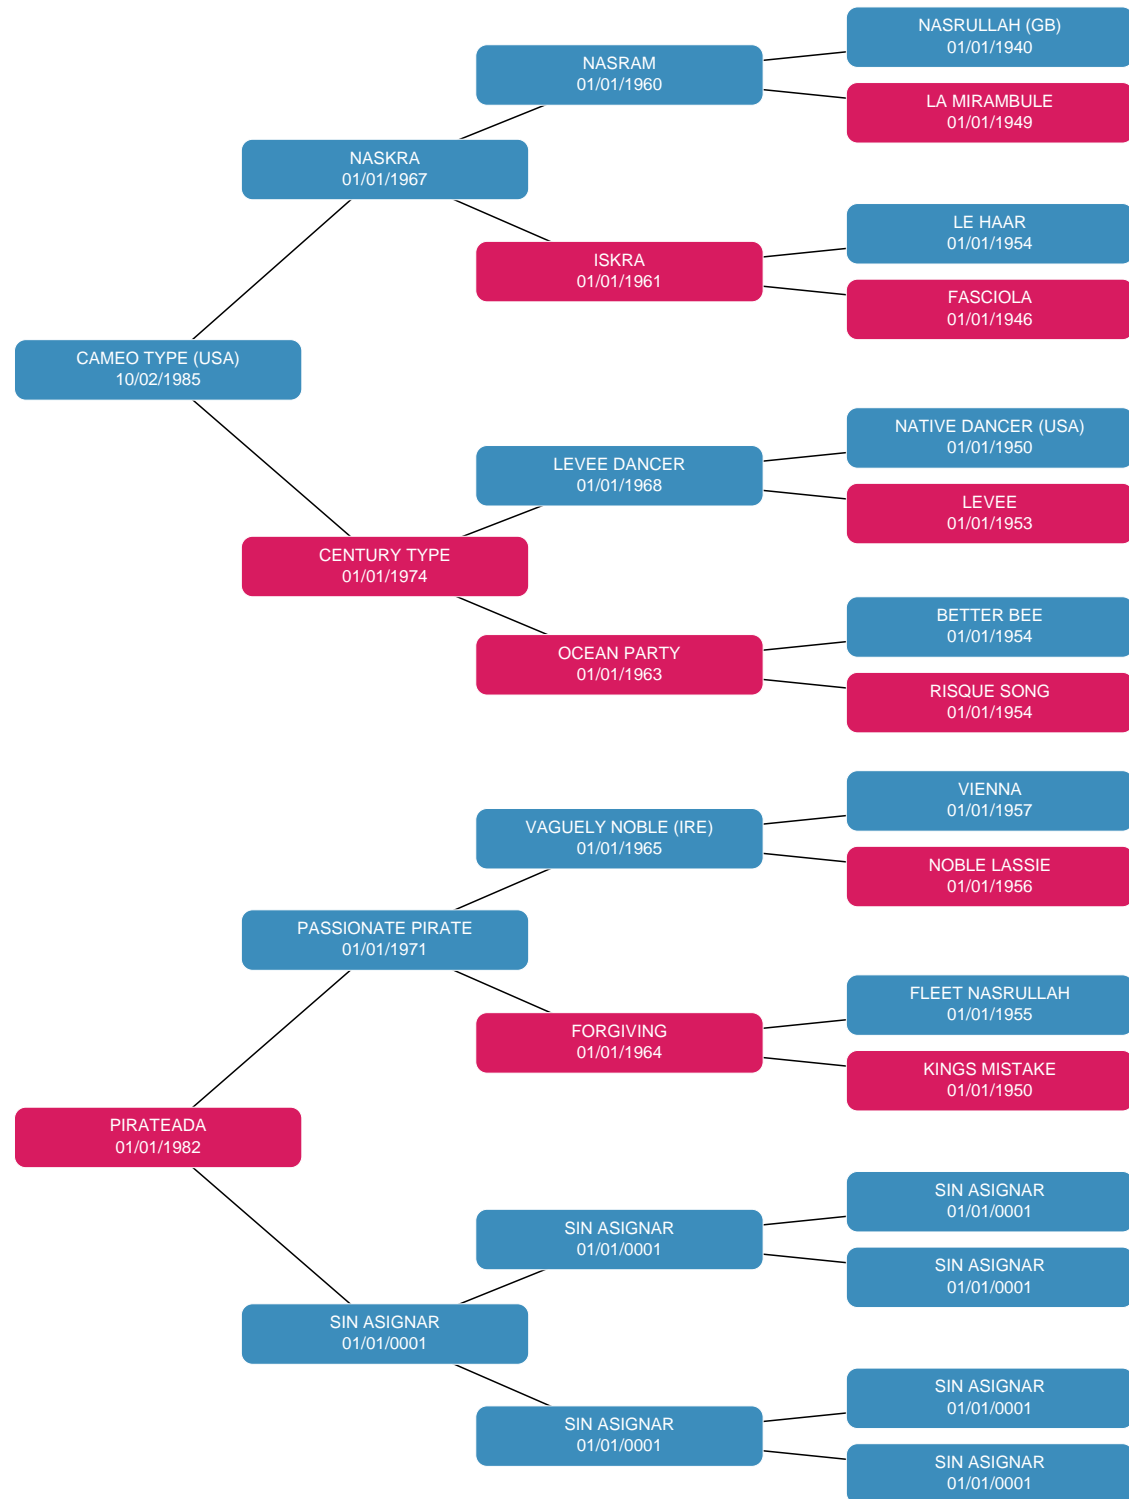 NASRULLAH (GB)
01/01/1940
NASRAM
01/01/1960
LA MIRAMBULE
01/01/1949
NASKRA
01/01/1967
LE HAAR
01/01/1954
ISKRA
01/01/1961
FASCIOLA
01/01/1946
CAMEO TYPE (USA)
10/02/1985
NATIVE DANCER (USA)
01/01/1950
LEVEE DANCER
01/01/1968
LEVEE
01/01/1953
CENTURY TYPE
01/01/1974
BETTER BEE
01/01/1954
OCEAN PARTY
01/01/1963
RISQUE SONG
01/01/1954
VIENNA
01/01/1957
VAGUELY NOBLE (IRE)
01/01/1965
NOBLE LASSIE
01/01/1956
PASSIONATE PIRATE
01/01/1971
FLEET NASRULLAH
01/01/1955
FORGIVING
01/01/1964
KINGS MISTAKE
01/01/1950
PIRATEADA
01/01/1982
SIN ASIGNAR
01/01/0001
SIN ASIGNAR
01/01/0001
SIN ASIGNAR
01/01/0001
SIN ASIGNAR
01/01/0001
SIN ASIGNAR
01/01/0001
SIN ASIGNAR
01/01/0001
SIN ASIGNAR
01/01/0001